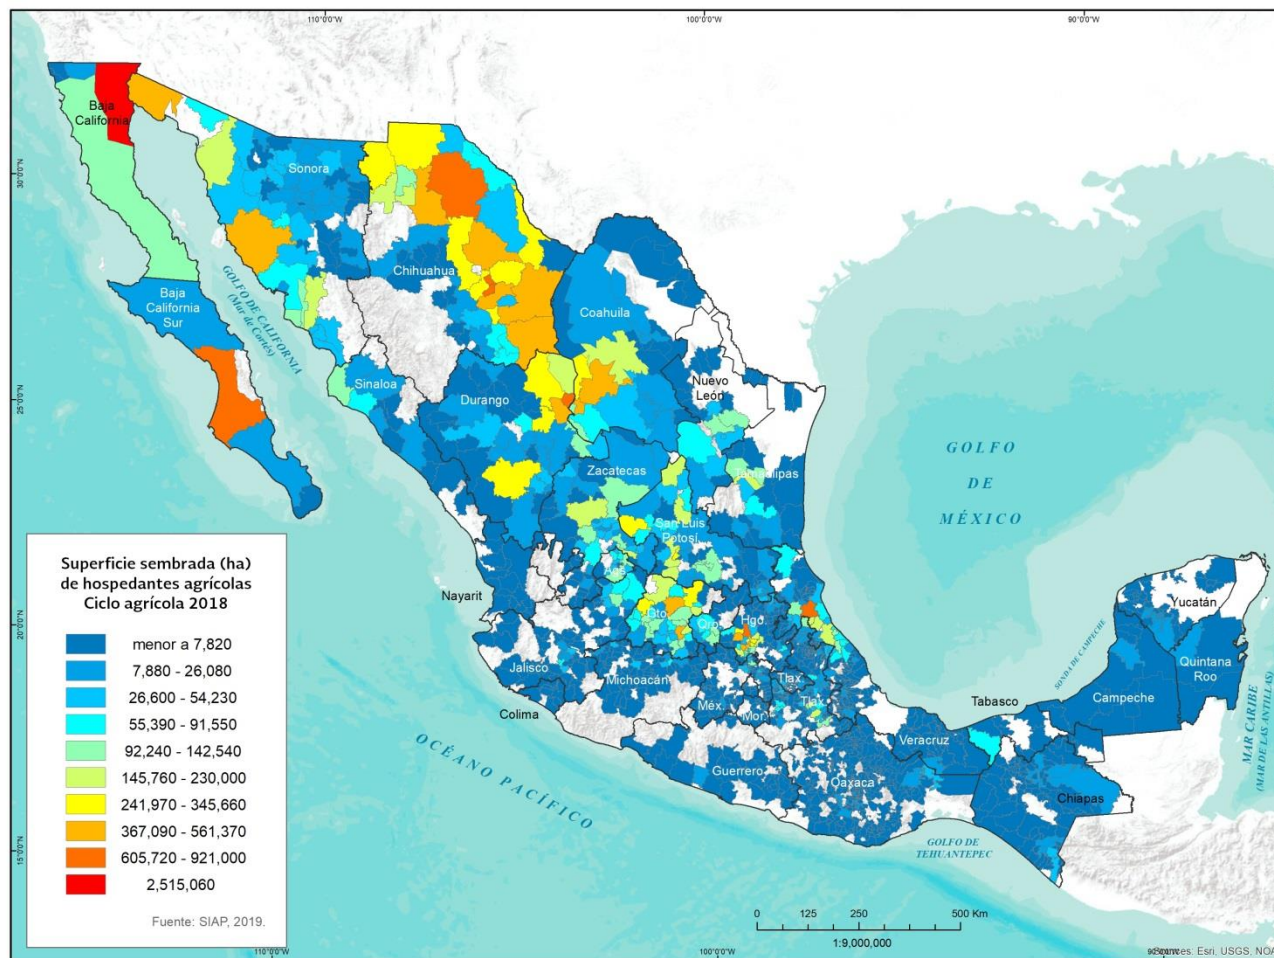 110°0'0"W
100°0'0"W
90°0'0"W
30°0'0"N
25°0'0"N
20°0'0"N
15°0'0"N
Baja
California
Sonora
Chihuahua
Baja
California
Sur
GOLFO DE CALIFORNIA
(Mar de Cortés)
Coahuila
Sinaloa
Durango
Nuevo
León
Zacatecas
Tamaulipas
San Luis
Potosí
GOLFO
DE
MÉXICO
Ags.
Nayarit
Gto.
Qro.
Hgo.
Jalisco
Michoacán
Colima
Tlax.
Tlax.
Méx.
Mor.
Guerrero
Oaxaca
Veracruz
Tabasco
Chiapas
Campeche
Yucatán
Quintana
Roo
SONDA DE CAMPECHE
MAR CARIBE
(MAR DE LAS ANTILLAS)
OCÉANO PACÍFICO
GOLFO DE
TEHUANTEPEC
Superficie sembrada (ha)
de hospedantes agrícolas
Ciclo agrícola 2018
menor a 7,820
7,880 - 26,080
26,600 - 54,230
55,390 - 91,550
92,240 - 142,540
145,760 - 230,000
241,970 - 345,660
367,090 - 561,370
605,720 - 921,000
2,515,060
Fuente: SIAP, 2019.
0 125 250 500 Km
1:9,000,000
110°0'0"W
100°0'0"W
Esri, USGS, NOA